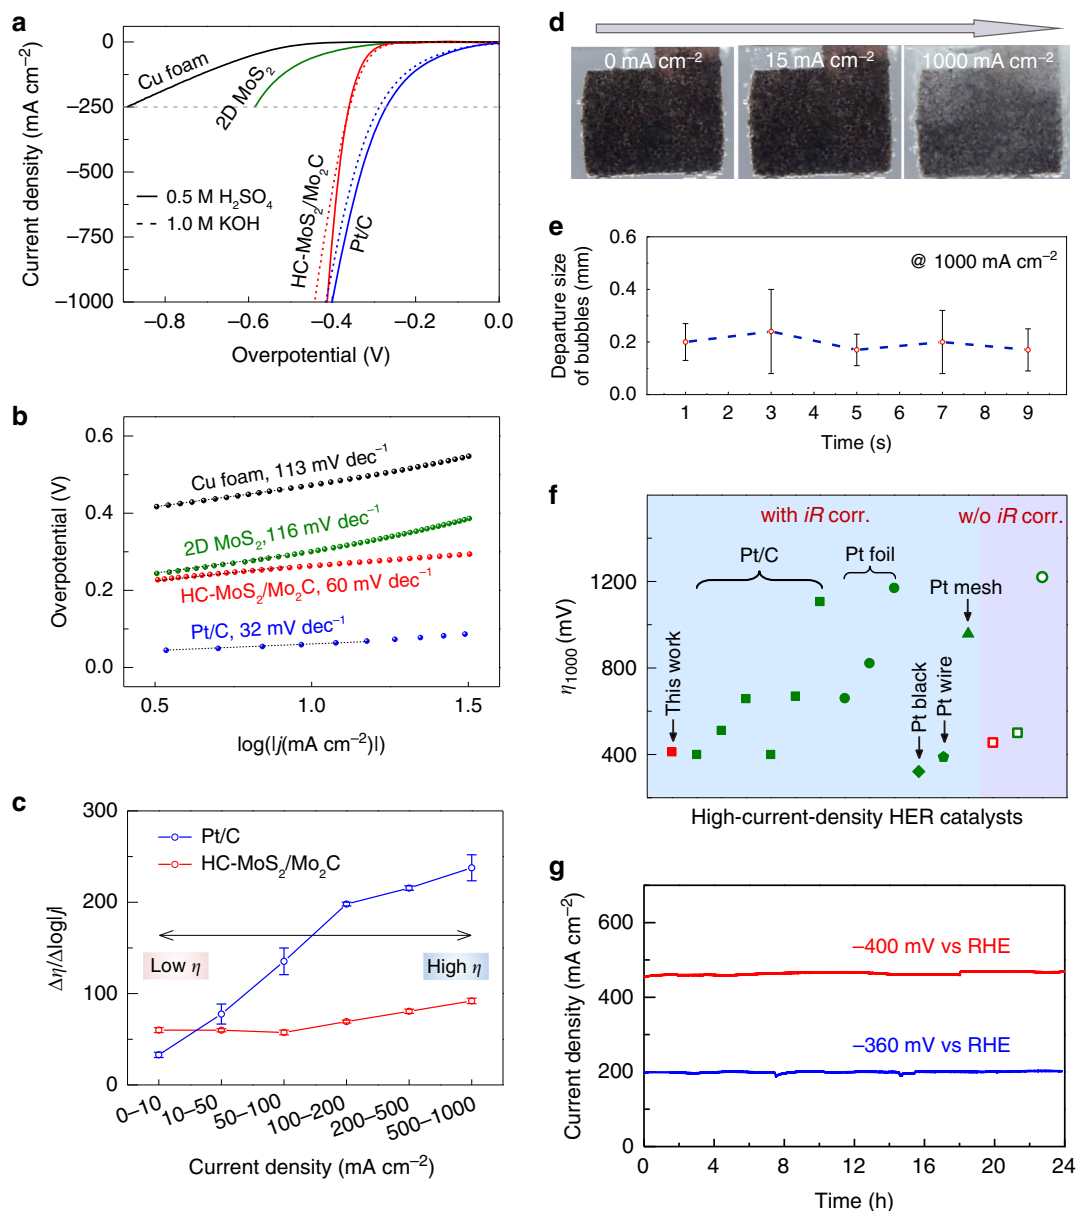 a
0
−250
−500
−750
−1000
Current density (mA cm−2)
Cu foam
2D MoS2
HC-MoS2/Mo2C
Pt/C
0.5 M H2SO4
1.0 M KOH
−0.8
−0.6
−0.4
−0.2
0.0
Overpotential (V)
b
0.6
0.4
0.2
0.0
Overpotential (V)
Cu foam, 113 mV dec−1
2D MoS2,116 mV dec−1
HC-MoS2/Mo2C, 60 mV dec−1
Pt/C, 32 mV dec−1
0.5
1.0
1.5
log(|j(mA cm−2)|)
c
300
200
100
0
Δη/Δlog|j|
Pt/C
HC-MoS2/Mo2C
Low η
High η
0–10
10–50
50–100
100–200
200–500
500–1000
Current density (mA cm−2)
d
0 mA cm−2
15 mA cm−2
1000 mA cm−2
e
0.6
0.4
0.2
0.0
Departure size
of bubbles (mm)
@ 1000 mA cm−2
1 2 3 4 5 6 7 8 9
Time (s)
f
1200
800
400
η1000 (mV)
with iR corr.
w/o iR corr.
Pt/C
Pt foil
Pt mesh
This work
Pt black
Pt wire
High-current-density HER catalysts
g
600
400
200
0
Current density (mA cm−2)
−400 mV vs RHE
−360 mV vs RHE
0 4 8 12 16 20 24
Time (h)